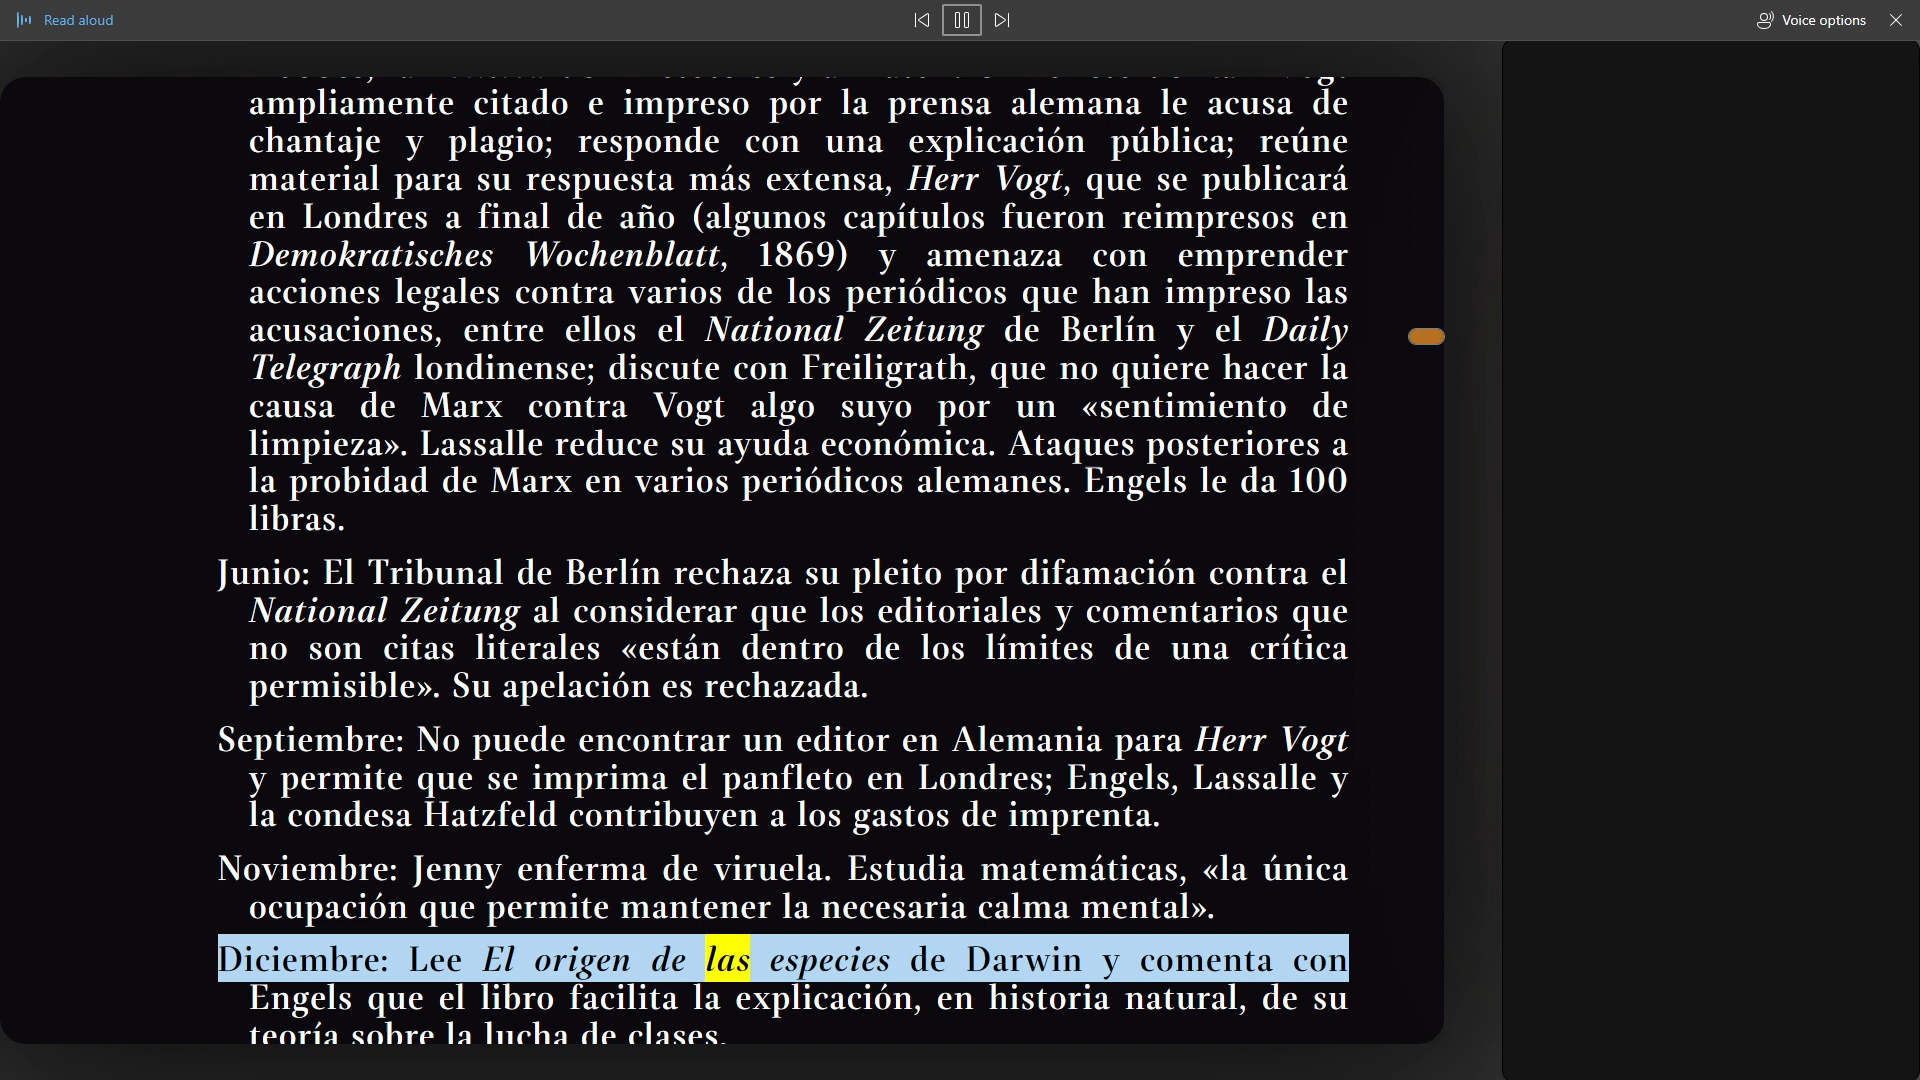 Read aloud
Voice options
ampliamente citado e impreso por la prensa alemana le acusa de
chantaje y plagio; responde con una explicación pública; reúne
material para su respuesta más extensa, Herr Vogt, que se publicará
en Londres a final de año (algunos capítulos fueron reimpresos en
Demokratisches Wochenblatt, 1869) y amenaza con emprender
acciones legales contra varios de los periódicos que han impreso las
acusaciones, entre ellos el National Zeitung de Berlín y el Daily
Telegraph londinense; discute con Freiligrath, que no quiere hacer la
causa de Marx contra Vogt algo suyo por un «sentimiento de
limpieza». Lassalle reduce su ayuda económica. Ataques posteriores a
la probidad de Marx en varios periódicos alemanes. Engels le da 100
libras.
Junio: El Tribunal de Berlín rechaza su pleito por difamación contra el
National Zeitung al considerar que los editoriales y comentarios que
no son citas literales «están dentro de los límites de una crítica
permisible». Su apelación es rechazada.
Septiembre: No puede encontrar un editor en Alemania para Herr Vogt
y permite que se imprima el panfleto en Londres; Engels, Lassalle y
la condesa Hatzfeld contribuyen a los gastos de imprenta.
Noviembre: Jenny enferma de viruela. Estudia matemáticas, «la única
ocupación que permite mantener la necesaria calma mental».
Diciembre: Lee El origen de las especies de Darwin y comenta con
Engels que el libro facilita la explicación, en historia natural, de su
teoría sobre la lucha de clases.